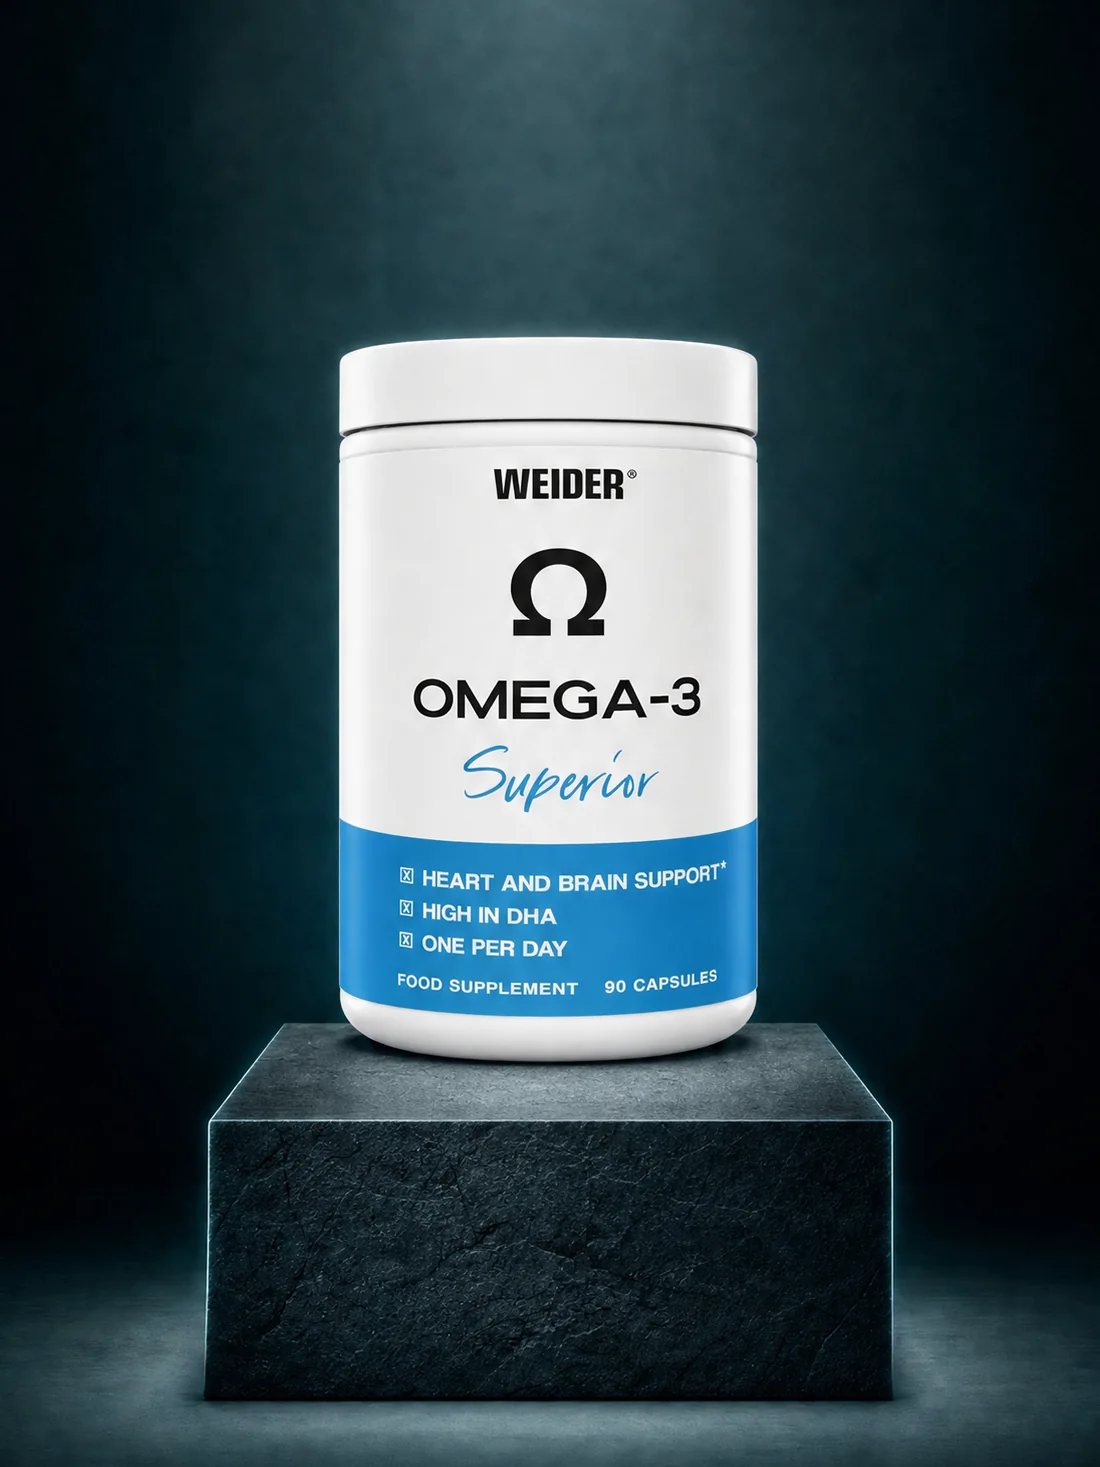 WEIDER®
Ω
OMEGA-3
Superior
☒ HEART AND BRAIN SUPPORT*
☒ HIGH IN DHA
☒ ONE PER DAY
FOOD SUPPLEMENT 90 CAPSULES